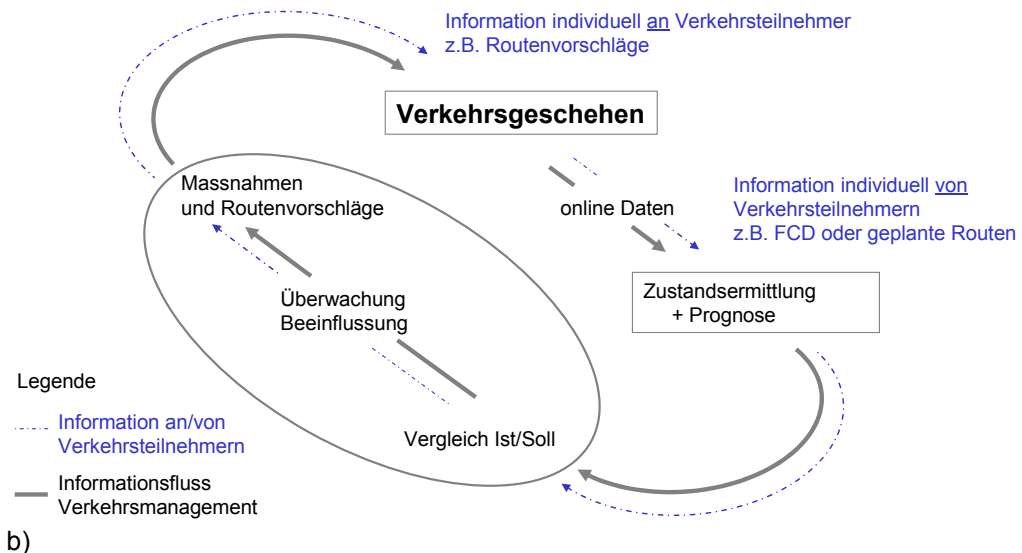 Information individuell an Verkehrsteilnehmer
z.B. Routenvorschläge
Verkehrsgeschehen
Massnahmen
und Routenvorschläge
online Daten
Information individuell von
Verkehrsteilnehmern
z.B. FCD oder geplante Routen
Zustandsermittlung
+ Prognose
Überwachung
Beeinflussung
Vergleich Ist/Soll
Legende
Information an/von
Verkehrsteilnehmern
Informationsfluss
Verkehrsmanagement
b)